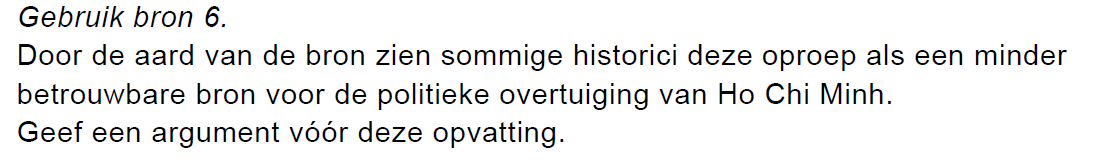 Gebruik bron 6.
Door de aard van de bron zien sommige historici deze oproep als een minder
betrouwbare bron voor de politieke overtuiging van Ho Chi Minh.
Geef een argument vóór deze opvatting.